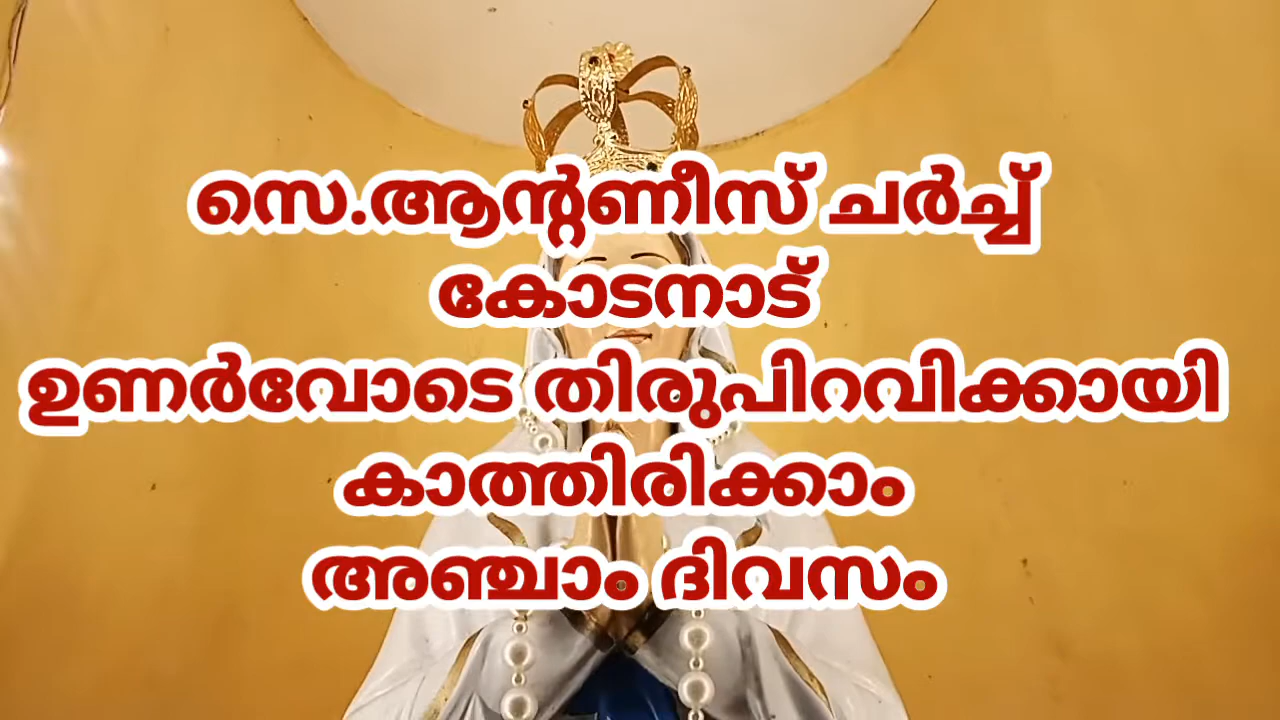 സെ.ആന്റണീസ് ചർച്ച്
കോടനാട്
ഉണർവോടെ തിരുപിറവിക്കായി
കാത്തിരിക്കാം
അഞ്ചാം ദിവസം